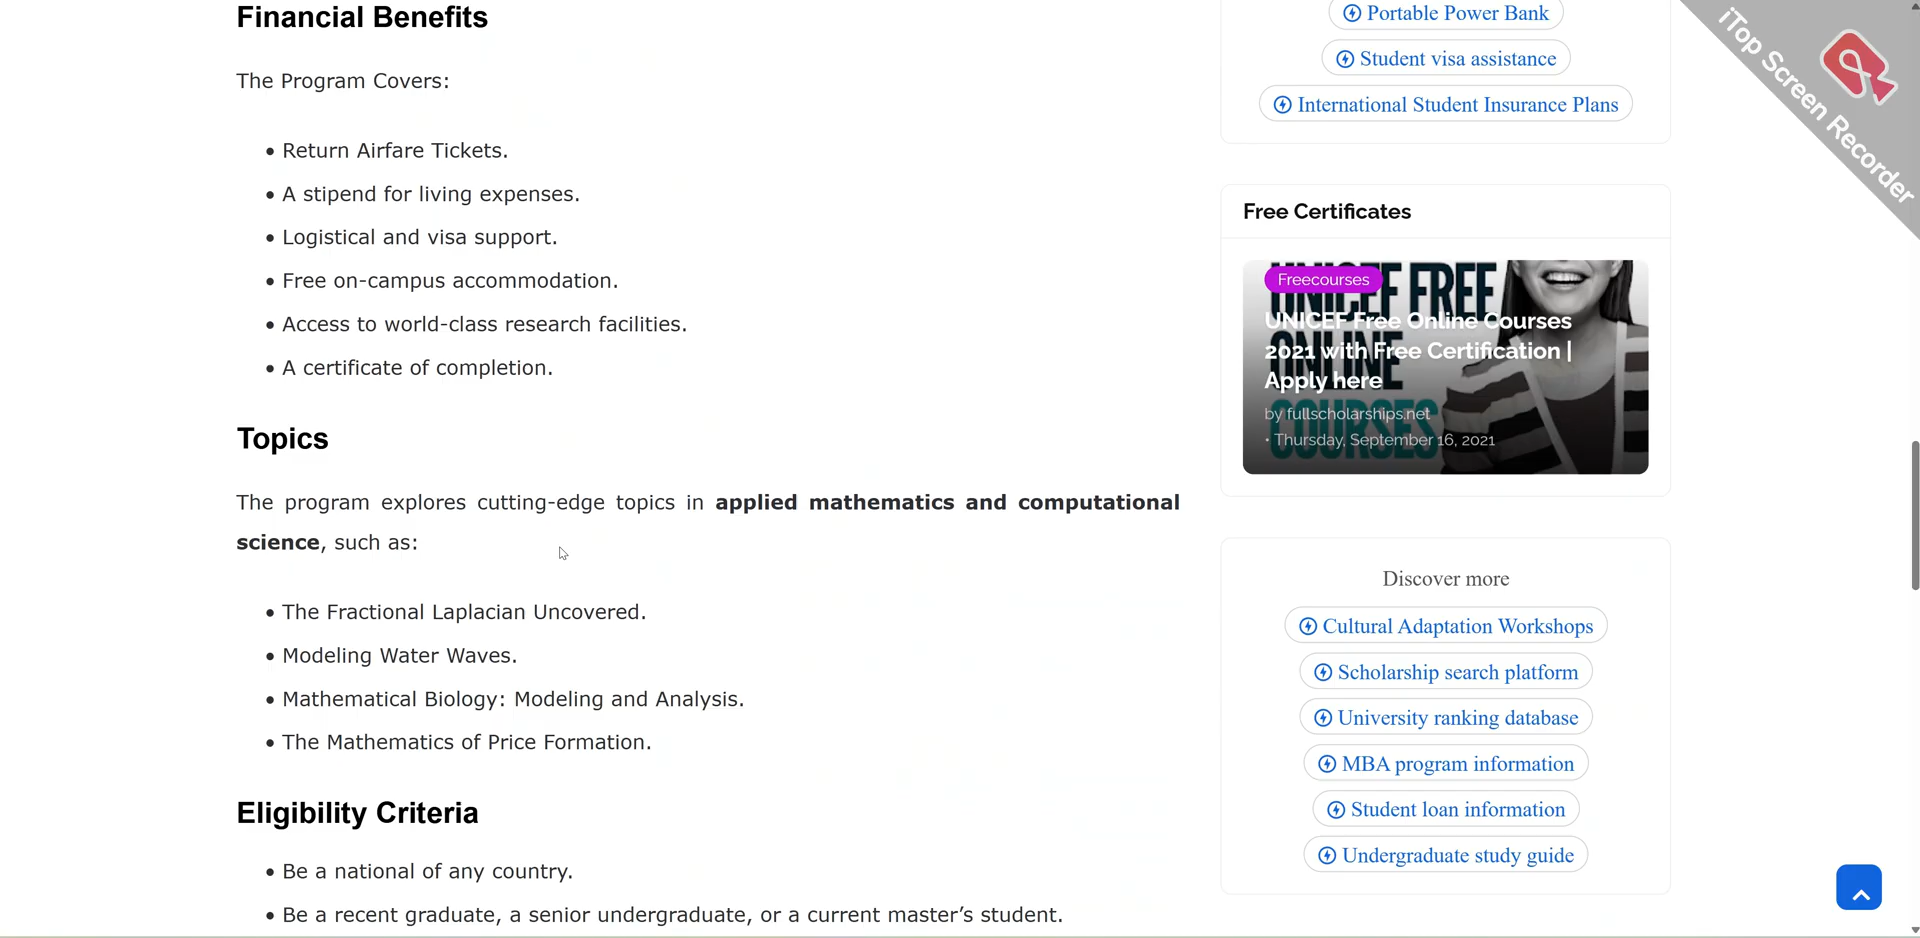 Financial Benefits
The Program Covers:
• Return Airfare Tickets.
• A stipend for living expenses.
• Logistical and visa support.
• Free on-campus accommodation.
• Access to world-class research facilities.
• A certificate of completion.
Topics
The program explores cutting-edge topics in applied mathematics and computational
science, such as:
• The Fractional Laplacian Uncovered.
• Modeling Water Waves.
• Mathematical Biology: Modeling and Analysis.
• The Mathematics of Price Formation.
Eligibility Criteria
• Be a national of any country.
• Be a recent graduate, a senior undergraduate, or a current master’s student.
Portable Power Bank
Student visa assistance
International Student Insurance Plans
Free Certificates
Freecourses
UNICEF FREE
ONLINE
COURSES
UNICEF Free Online Courses
2021 with Free Certification |
Apply here
by fullscholarships.net
• Thursday, September 16, 2021
Discover more
Cultural Adaptation Workshops
Scholarship search platform
University ranking database
MBA program information
Student loan information
Undergraduate study guide
iTop Screen Recorder